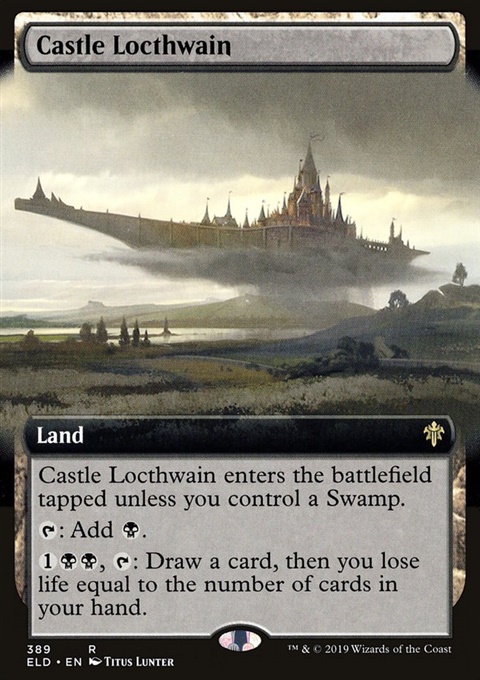 Castle Locthwain
Land
Castle Locthwain enters the battlefield
tapped unless you control a Swamp.
: Add .
1, : Draw a card, then you lose
life equal to the number of cards in
your hand.
389 R
ELD • EN TITUS LUNTER
™ & © 2019 Wizards of the Coast